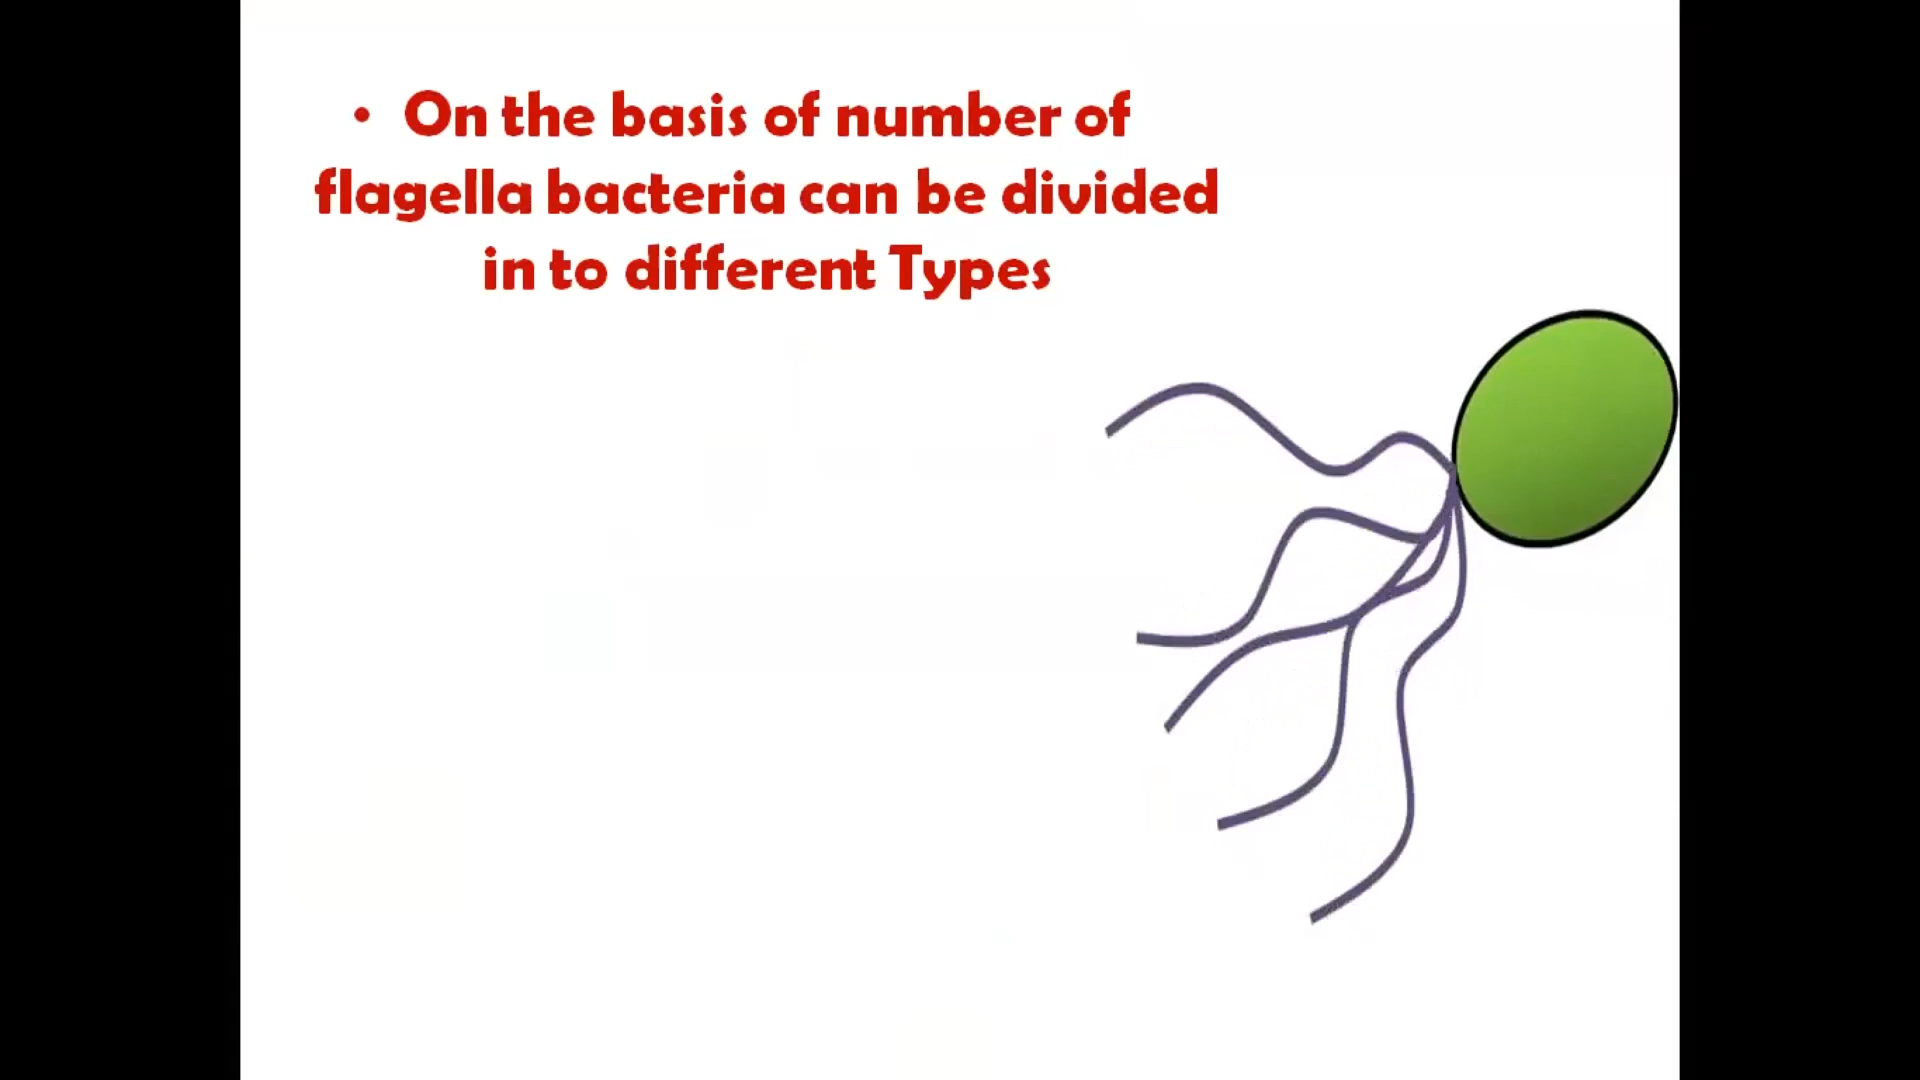 • On the basis of number of
flagella bacteria can be divided
in to different Types